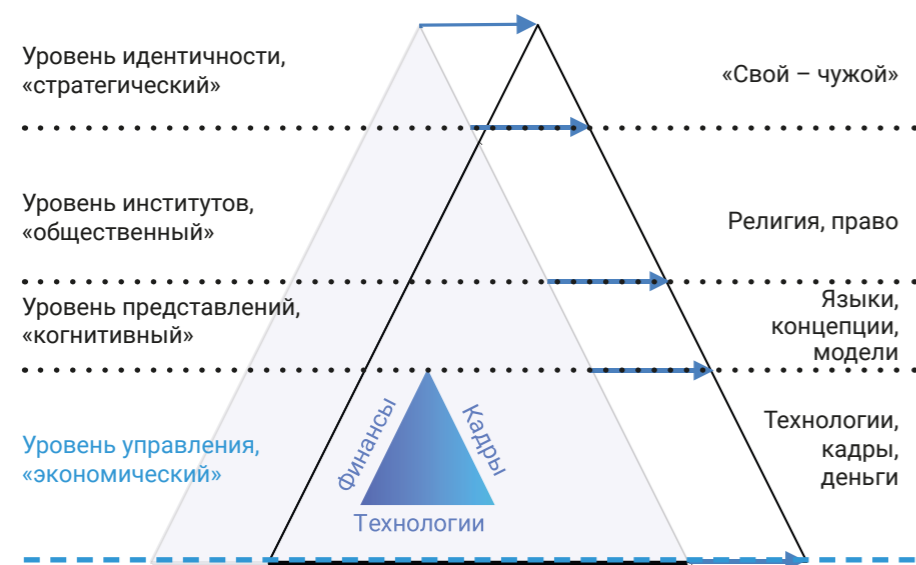 Уровень идентичности,
«стратегический»
«Свой – чужой»
Уровень институтов,
«общественный»
Религия, право
Уровень представлений,
«когнитивный»
Языки,
концепции,
модели
Уровень управления,
«экономический»
Финансы
Кадры
Технологии
Технологии,
кадры,
деньги